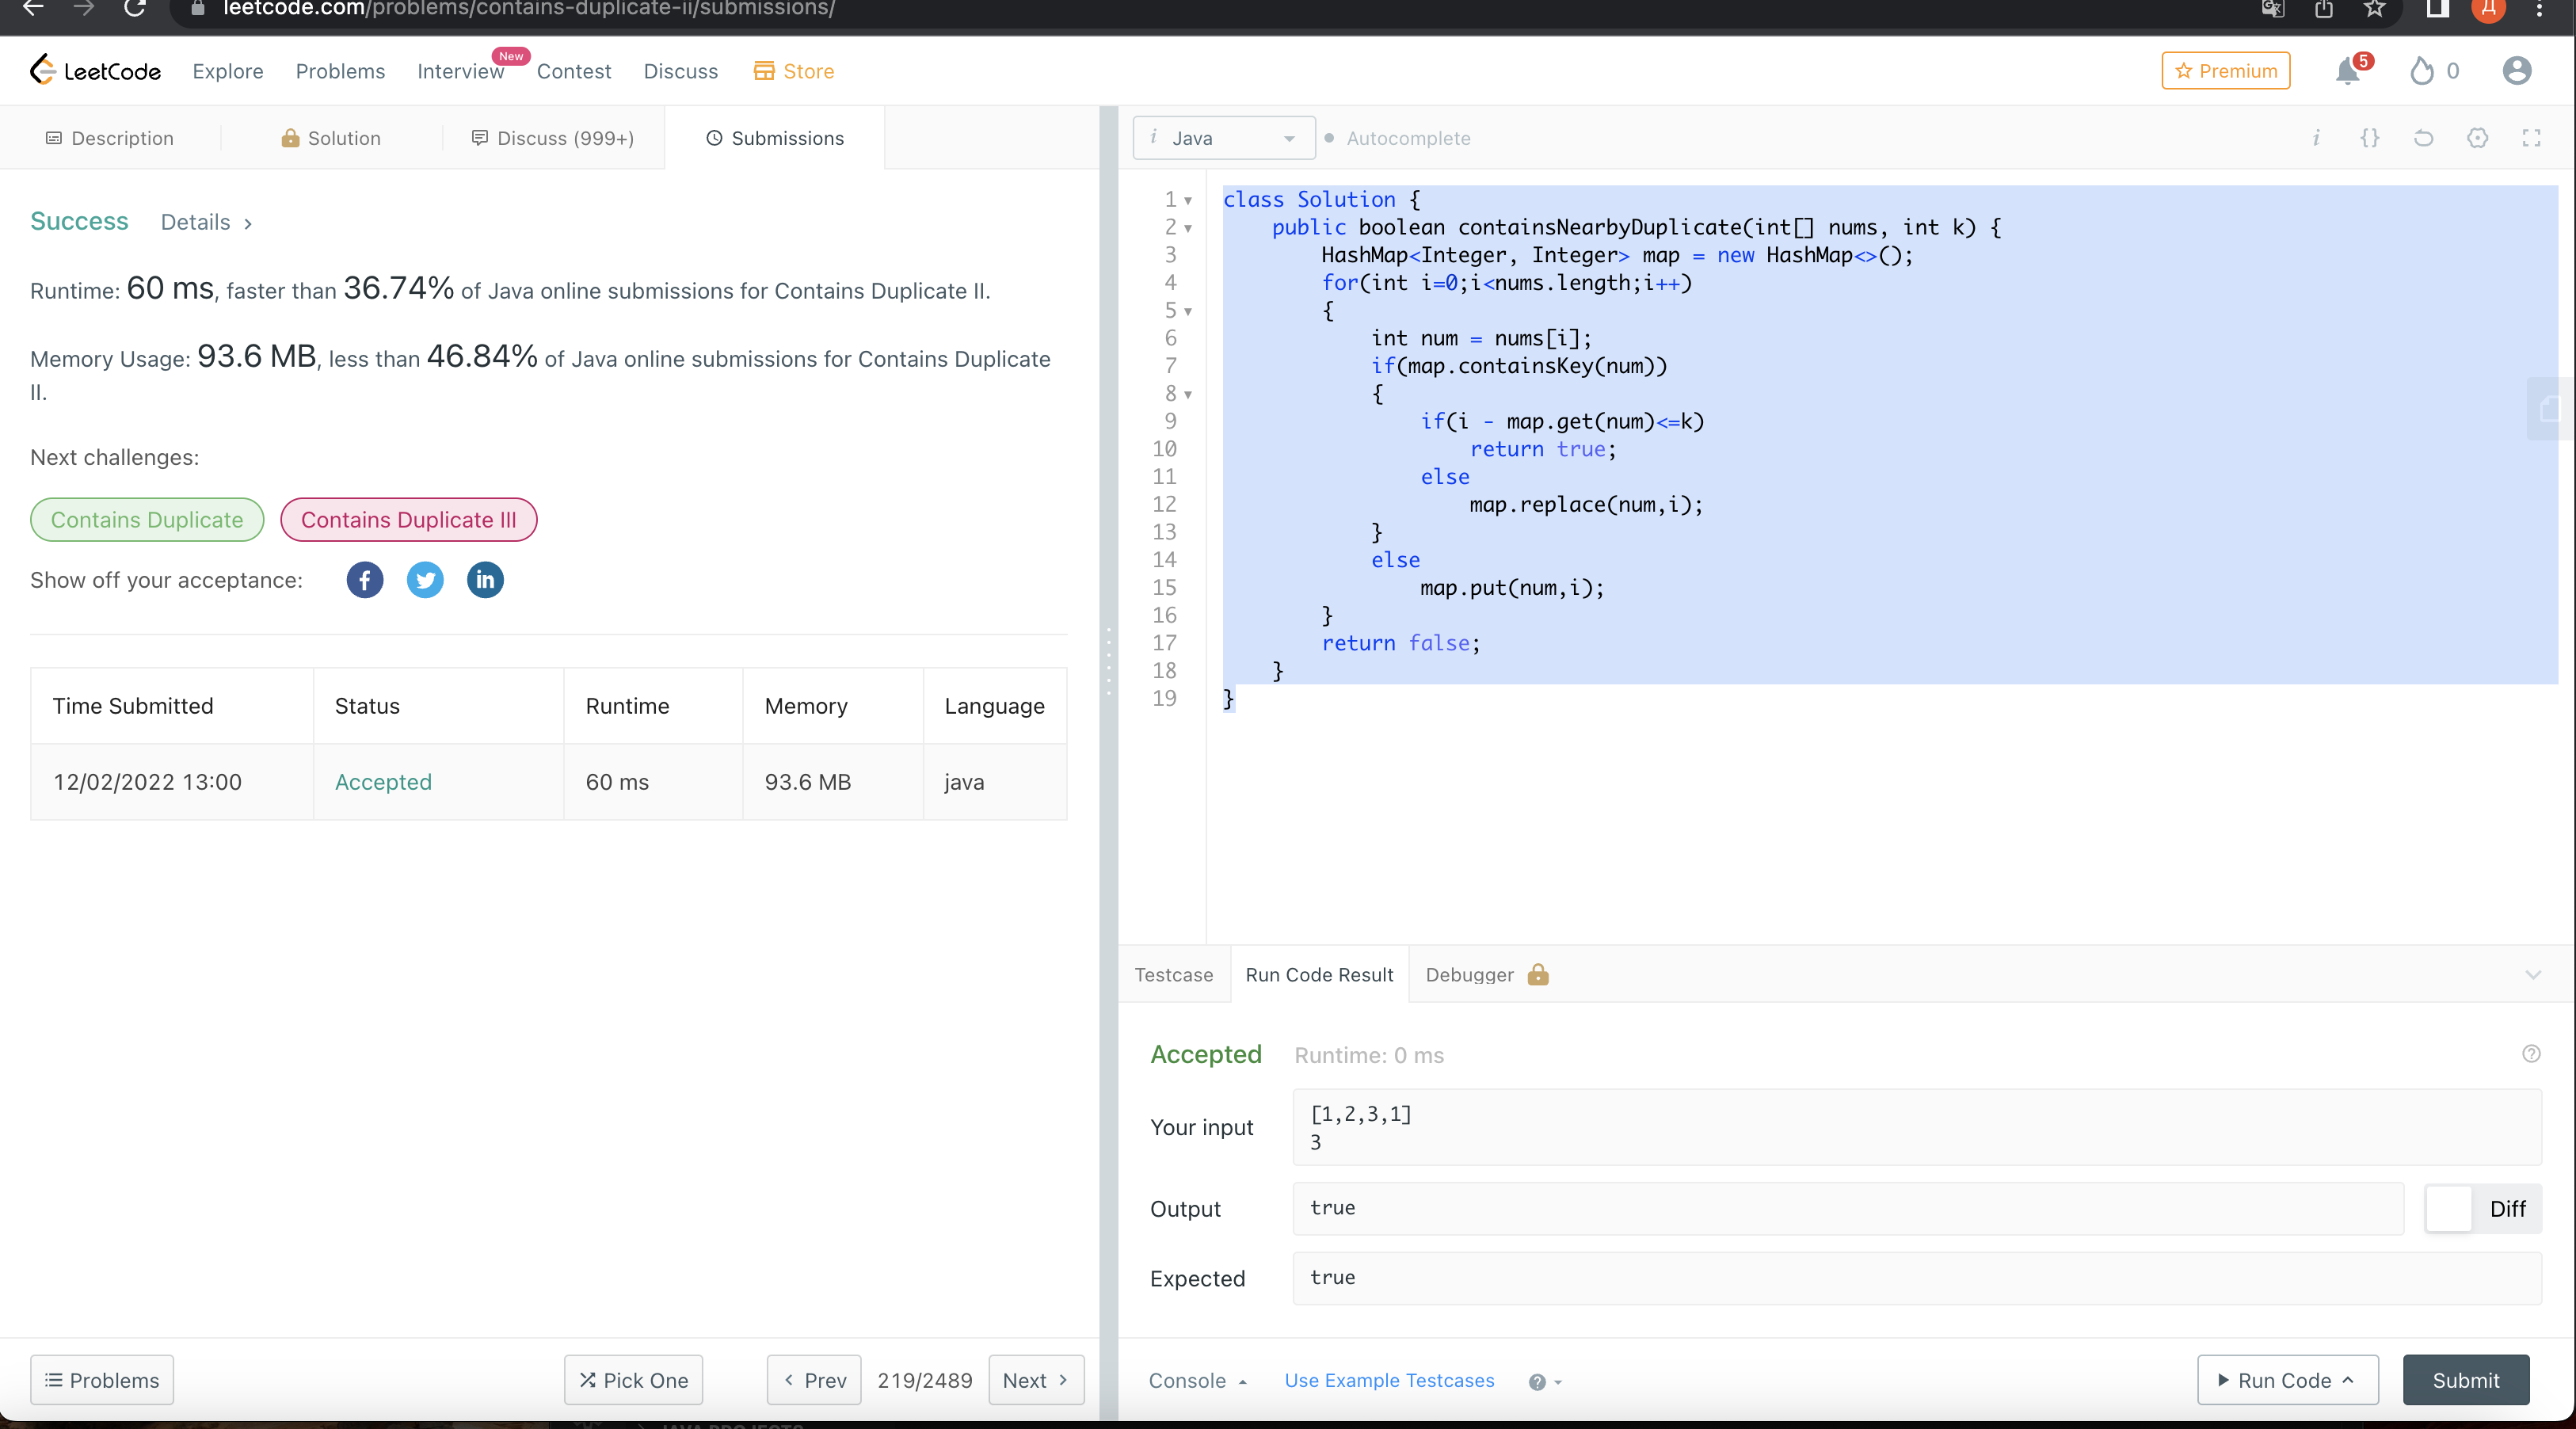 leetcode.com/problems/contains-duplicate-ii/submissions/
Д
LeetCode Explore Problems Interview New Contest Discuss Store Premium 5 0
Description Solution Discuss (999+) Submissions
i Java Autocomplete i {}
Success Details >
Runtime: 60 ms, faster than 36.74% of Java online submissions for Contains Duplicate II.
Memory Usage: 93.6 MB, less than 46.84% of Java online submissions for Contains Duplicate
II.
Next challenges:
Contains Duplicate Contains Duplicate III
Show off your acceptance: f in
Time Submitted Status Runtime Memory Language
12/02/2022 13:00 Accepted 60 ms 93.6 MB java
Problems Pick One < Prev 219/2489 Next >
1 class Solution {
2 public boolean containsNearbyDuplicate(int[] nums, int k) {
3 HashMap<Integer, Integer> map = new HashMap<>();
4 for(int i=0;i<nums.length;i++)
5 {
6 int num = nums[i];
7 if(map.containsKey(num))
8 {
9 if(i - map.get(num)<=k)
10 return true;
11 else
12 map.replace(num,i);
13 }
14 else
15 map.put(num,i);
16 }
17 return false;
18 }
19 }
Testcase Run Code Result Debugger
Accepted Runtime: 0 ms ?
Your input
[1,2,3,1]
3
Output true Diff
Expected true
Console Use Example Testcases ? Run Code Submit